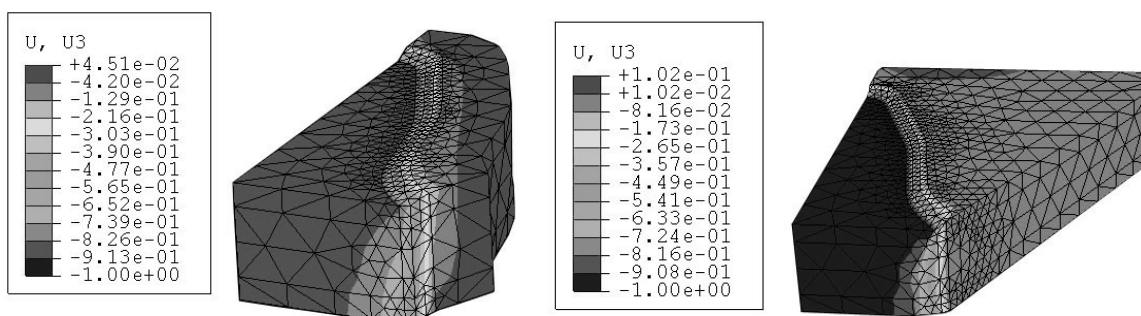 U, U3
+4.51e-02
-4.20e-02
-1.29e-01
-2.16e-01
-3.03e-01
-3.90e-01
-4.77e-01
-5.65e-01
-6.52e-01
-7.39e-01
-8.26e-01
-9.13e-01
-1.00e+00
U, U3
+1.02e-01
+1.02e-02
-8.16e-02
-1.73e-01
-2.65e-01
-3.57e-01
-4.49e-01
-5.41e-01
-6.33e-01
-7.24e-01
-8.16e-01
-9.08e-01
-1.00e+00